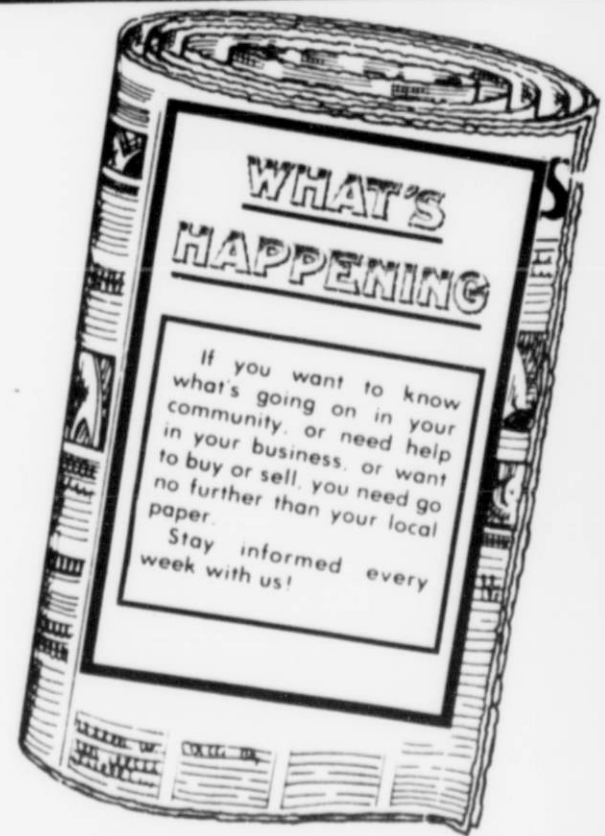 WHAT'S
HAPPENING
If you want to know
what's going on in your
community, or need help
in your business, or want
to buy or sell, you need go
no further than your local
paper.
Stay informed every
week with us!